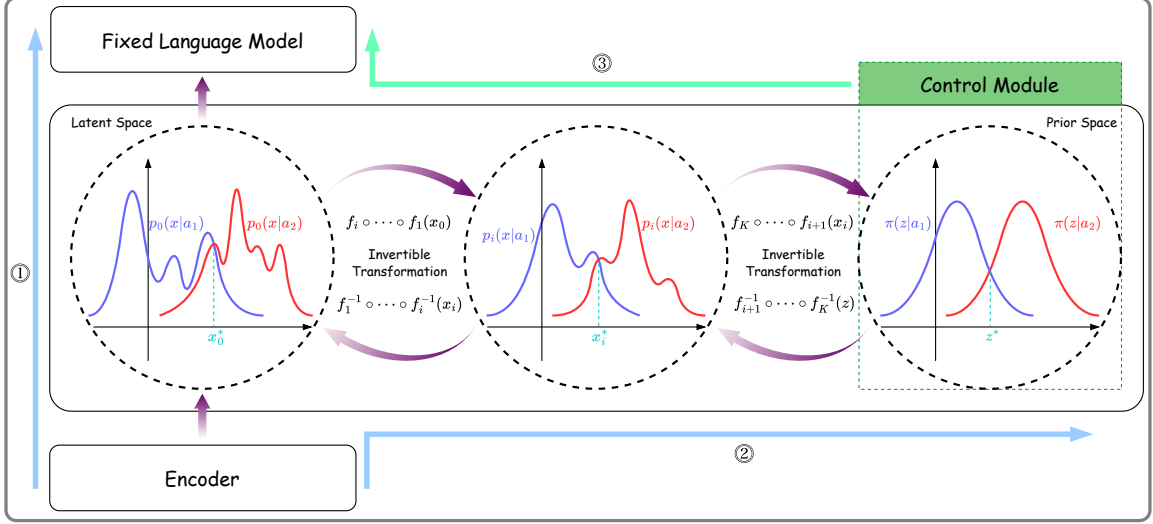 Fixed Language Model
③
Control Module
①
Latent Space
Prior Space
p₀(x|a₁)
p₀(x|a₂)
x₀*
fᵢ ∘ ⋯ ∘ f₁(x₀)
Invertible
Transformation
f₁⁻¹ ∘ ⋯ ∘ fᵢ⁻¹(xᵢ)
pᵢ(x|a₁)
pᵢ(x|a₂)
xᵢ*
f_K ∘ ⋯ ∘ fᵢ₊₁(xᵢ)
Invertible
Transformation
fᵢ₊₁⁻¹ ∘ ⋯ ∘ f_K⁻¹(z)
π(z|a₁)
π(z|a₂)
z*
②
Encoder